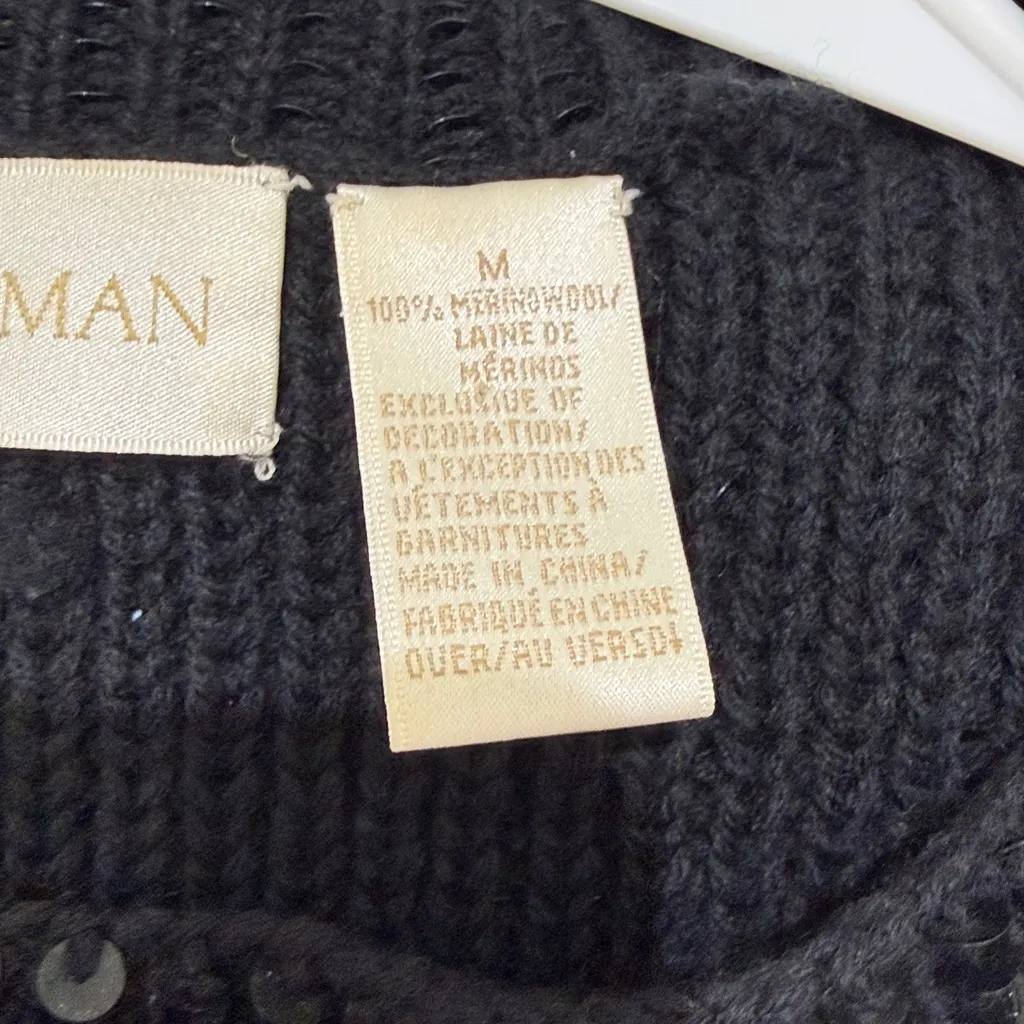 MAN
M
100% MERINOWOOL/
LAINE DE
MÉRINOS
EXCLUSIVE OF
DECORATION/
A L'EXCEPTION DES
VÊTEMENTS À
GARNITURES
MADE IN CHINA/
FABRIQUÉ EN CHINE
OVER/AU VERSO